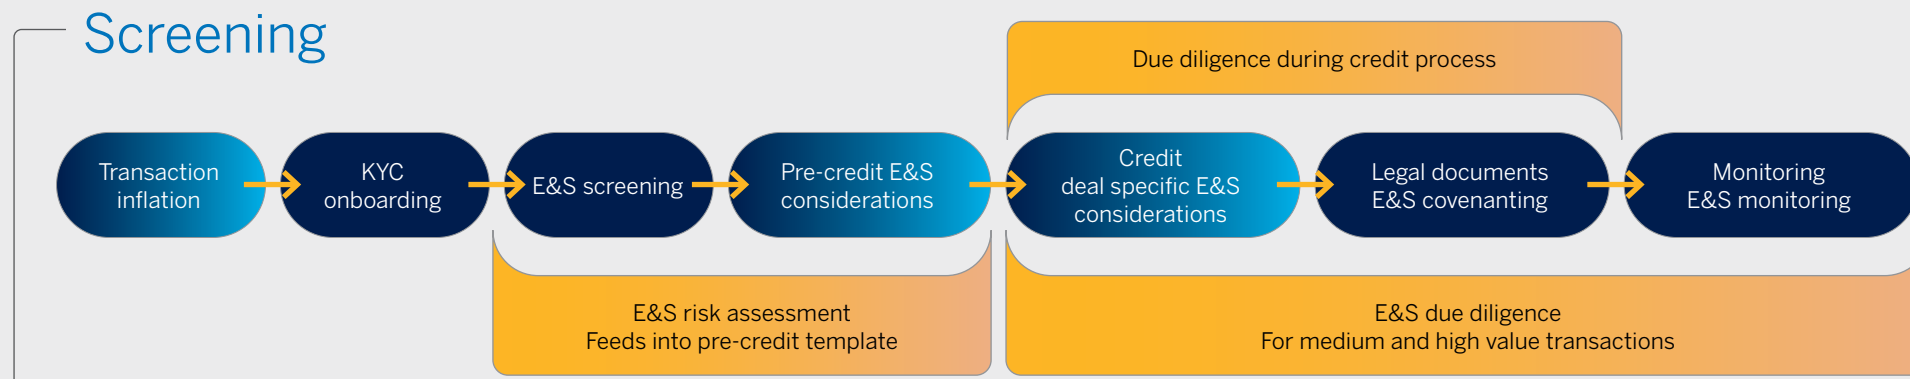 Screening
Due diligence during credit process
Transaction
inflation
KYC
onboarding
E&S screening
Pre-credit E&S
considerations
Credit
deal specific E&S
considerations
Legal documents
E&S covenanting
Monitoring
E&S monitoring
E&S risk assessment
Feeds into pre-credit template
E&S due diligence
For medium and high value transactions